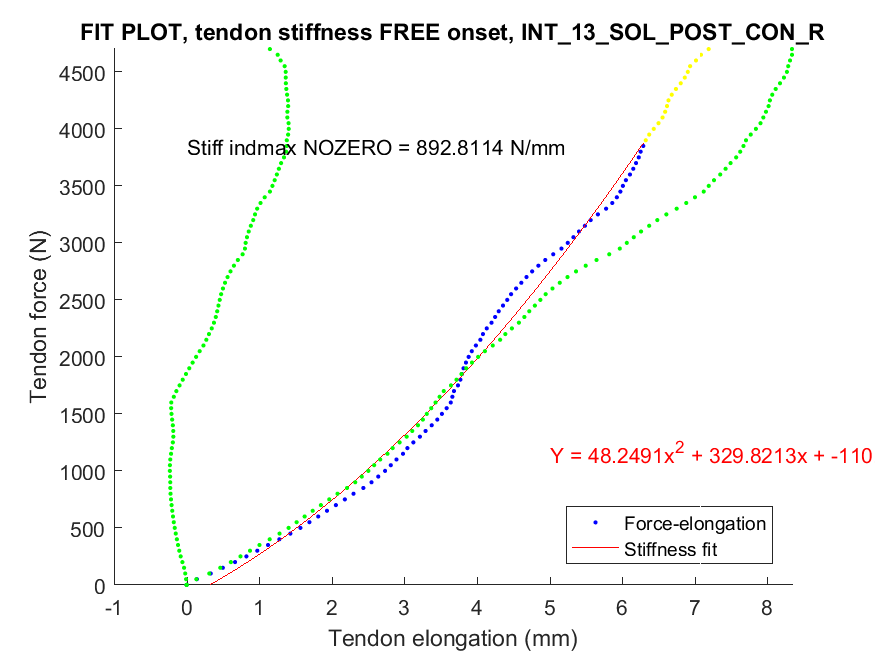 FIT PLOT, tendon stiffness FREE onset, INT_13_SOL_POST_CON_R
4500
Stiff indmax NOZERO = 892.8114 N/mm
4000
3500
3000
2500
Tendon force (N)
2000
1500
Y = 48.2491x² + 329.8213x + -110
1000
500
Force-elongation
Stiffness fit
0
-1 0 1 2 3 4 5 6 7 8
Tendon elongation (mm)